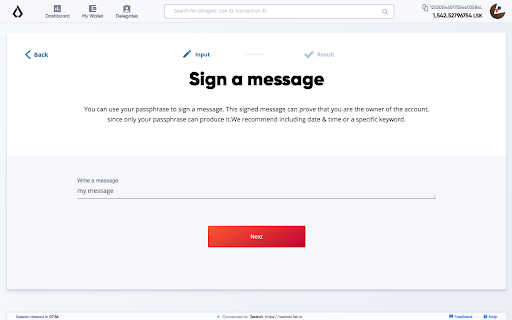 Dashboard
My Wallet
Delegates
Search for delegate, Lisk ID, transaction ID
1,542.52796754 LSK
Back
Input
Result
Sign a message
You can use your passphrase to sign a message. This signed message can prove that you are the owner of the account,
since only your passphrase can produce it.We recommend including date & time or a specific keyword.
Write a message
my message
Next
Session timeout in
Connected to: Testnet https://testnet.lisk.io
Feedback
Help